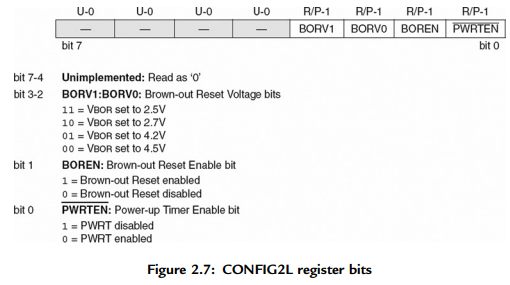 U-0 U-0 U-0 U-0 R/P-1 R/P-1 R/P-1 R/P-1
— — — — BORV1 BORV0 BOREN PWRTEN
bit 7 bit 0
bit 7-4 Unimplemented: Read as ‘0’
bit 3-2 BORV1:BORV0: Brown-out Reset Voltage bits
11 = VBOR set to 2.5V
10 = VBOR set to 2.7V
01 = VBOR set to 4.2V
00 = VBOR set to 4.5V
bit 1 BOREN: Brown-out Reset Enable bit
1 = Brown-out Reset enabled
0 = Brown-out Reset disabled
bit 0 PWRTEN: Power-up Timer Enable bit
1 = PWRT disabled
0 = PWRT enabled
Figure 2.7: CONFIG2L register bits